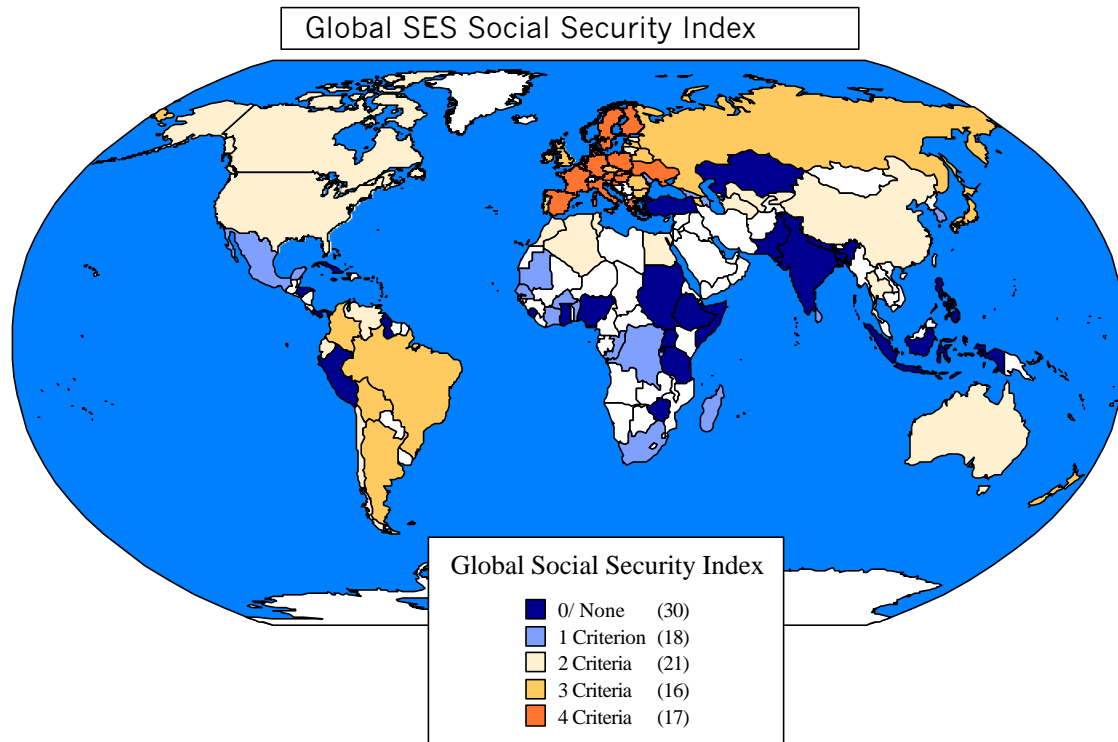 Global SES Social Security Index
Global Social Security Index
0/ None (30)
1 Criterion (18)
2 Criteria (21)
3 Criteria (16)
4 Criteria (17)